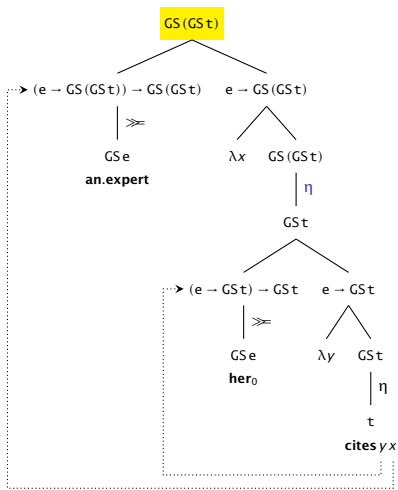 GS(GSt)
(e → GS(GSt)) → GS(GSt) e → GS(GSt)
≫=
GSe λx GS(GSt)
an.expert
η
GSt
(e → GSt) → GSt e → GSt
≫=
GSe λy GSt
her₀
η
t
cites y x